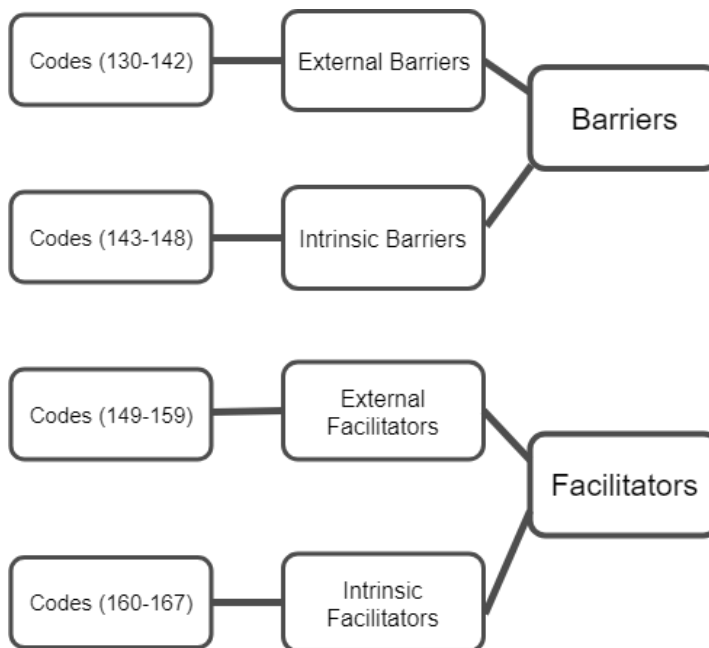 Codes (130-142)
External Barriers
Barriers
Codes (143-148)
Intrinsic Barriers
Codes (149-159)
External
Facilitators
Facilitators
Codes (160-167)
Intrinsic
Facilitators